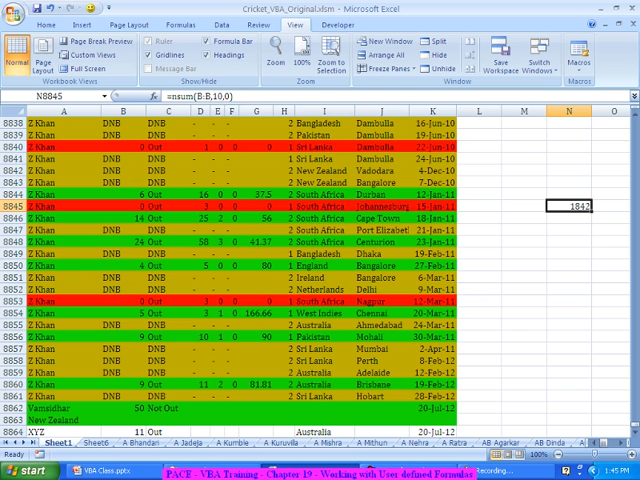 Cricket_VBA_Original.xlsm - Microsoft Excel
Home Insert Page Layout Formulas Data Review View Developer
Normal Page Layout Page Break Preview Custom Views Full Screen
Ruler Formula Bar Gridlines Headings Message Bar
Zoom 100% Zoom to Selection
New Window Arrange All Freeze Panes Split Hide Unhide
Save Workspace Switch Windows Macros
Workbook Views Show/Hide Zoom Window Macros
N8845 =nsum(B:B,10,0)
A B C D E F G H I J K L M N O
8838 Z Khan DNB DNB - - - 2 Bangladesh Dambulla 16-Jun-10
8839 Z Khan DNB DNB - - - 2 Pakistan Dambulla 19-Jun-10
8840 Z Khan 0 Out 1 0 0 0 1 Sri Lanka Dambulla 22-Jun-10
8841 Z Khan DNB DNB - - - 2 Sri Lanka Dambulla 24-Jun-10
8842 Z Khan DNB DNB - - - 2 New Zealand Vadodara 4-Dec-10
8843 Z Khan DNB DNB - - - 2 New Zealand Bangalore 7-Dec-10
8844 Z Khan 6 Out 16 0 0 37.5 2 South Africa Durban 12-Jan-11
8845 Z Khan 0 Out 3 0 0 0 1 South Africa Johannesburg 15-Jan-11 1842
8846 Z Khan 14 Out 25 2 0 56 2 South Africa Cape Town 18-Jan-11
8847 Z Khan DNB DNB - - - 2 South Africa Port Elizabet 21-Jan-11
8848 Z Khan 24 Out 58 3 0 41.37 2 South Africa Centurion 23-Jan-11
8849 Z Khan DNB DNB - - - 1 Bangladesh Dhaka 19-Feb-11
8850 Z Khan 4 Out 5 0 0 80 1 England Bangalore 27-Feb-11
8851 Z Khan DNB DNB - - - 2 Ireland Bangalore 6-Mar-11
8852 Z Khan DNB DNB - - - 2 Netherlands Delhi 9-Mar-11
8853 Z Khan 0 Out 3 0 0 0 1 South Africa Nagpur 12-Mar-11
8854 Z Khan 5 Out 3 1 0 166.66 1 West Indies Chennai 20-Mar-11
8855 Z Khan DNB DNB - - - 2 Australia Ahmedabad 24-Mar-11
8856 Z Khan 9 Out 10 1 0 90 1 Pakistan Mohali 30-Mar-11
8857 Z Khan DNB DNB - - - 2 Sri Lanka Mumbai 2-Apr-11
8858 Z Khan DNB DNB - - - 2 Sri Lanka Perth 8-Feb-12
8859 Z Khan DNB DNB - - - 2 Australia Adelaide 12-Feb-12
8860 Z Khan 9 Out 11 2 0 81.81 2 Australia Brisbane 19-Feb-12
8861 Z Khan DNB DNB - - - 2 Sri Lanka Hobart 28-Feb-12
8862 Vamsidhar 50 Not Out 20-Jul-12
8863 New Zealand
8864 XYZ 11 Out Australia 20-Jul-12
Sheet1 Sheet6 A Bhandari A Jadeja A Kumble A Kuruvilla A Mishra A Mithun A Nehra A Ratra AB Agarkar AB Dinda
Ready 100%
start VBA Class.pptx Recording... 1:45 PM
PACE - VBA Training - Chapter 19 - Working with User defined Formulas